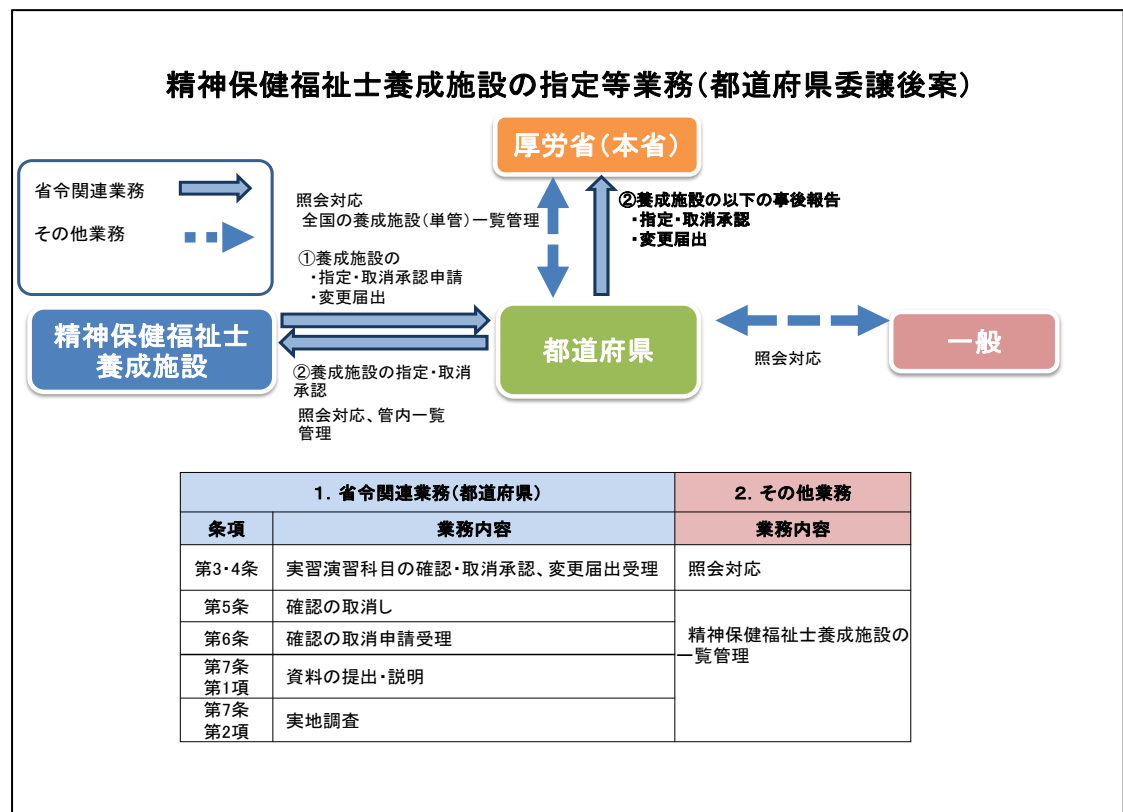 精神保健福祉士養成施設の指定等業務(都道府県委譲後案)
厚労省(本省)
省令関連業務
その他業務
照会対応
全国の養成施設(単管)一覧管理
②養成施設の以下の事後報告
・指定・取消承認
・変更届出
①養成施設の
・指定・取消承認申請
・変更届出
精神保健福祉士
養成施設
都道府県
一般
照会対応
②養成施設の指定・取消
承認
照会対応、管内一覧
管理
1. 省令関連業務(都道府県) 2. その他業務
条項 業務内容 業務内容
第3・4条 実習演習科目の確認・取消承認、変更届出受理 照会対応
第5条 確認の取消し
第6条 確認の取消申請受理
精神保健福祉士養成施設の
一覧管理
第7条
第1項
資料の提出・説明
第7条
第2項
実地調査